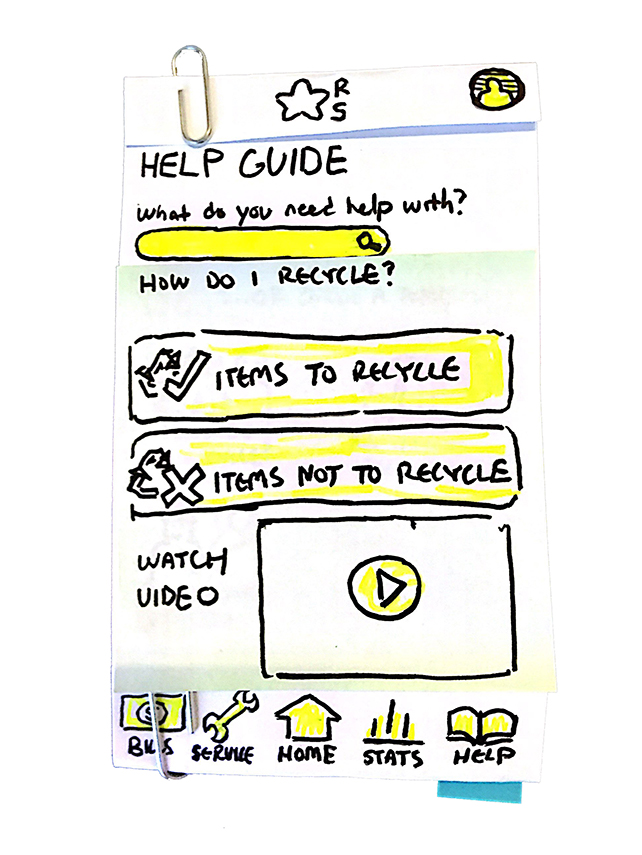 R
S
HELP GUIDE
What do you need help with?
HOW DO I RECYCLE?
ITEMS TO RECYCLE
ITEMS NOT TO RECYCLE
WATCH
VIDEO
BILLS SERVICE HOME STATS HELP